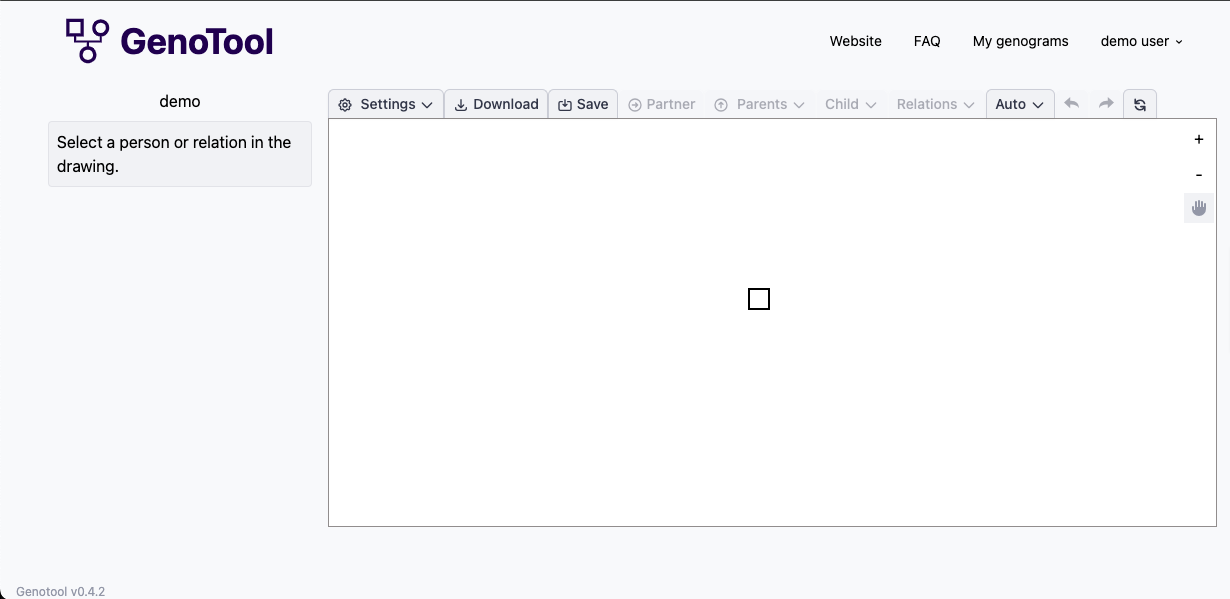 GenoTool
Website FAQ My genograms demo user
demo
Settings Download Save Partner Parents Child Relations Auto
Select a person or relation in the
drawing.
+
-
Genotool v0.4.2